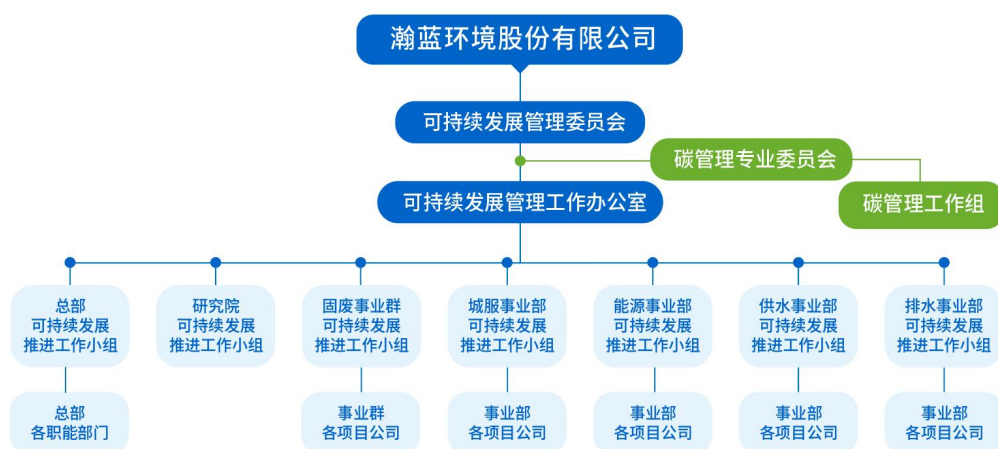 瀚蓝环境股份有限公司
可持续发展管理委员会
碳管理专业委员会
可持续发展管理工作办公室
碳管理工作组
总部
可持续发展
推进工作小组
研究院
可持续发展
推进工作小组
固废事业群
可持续发展
推进工作小组
城服事业部
可持续发展
推进工作小组
能源事业部
可持续发展
推进工作小组
供水事业部
可持续发展
推进工作小组
排水事业部
可持续发展
推进工作小组
总部
各职能部门
事业群
各项目公司
事业部
各项目公司
事业部
各项目公司
事业部
各项目公司
事业部
各项目公司